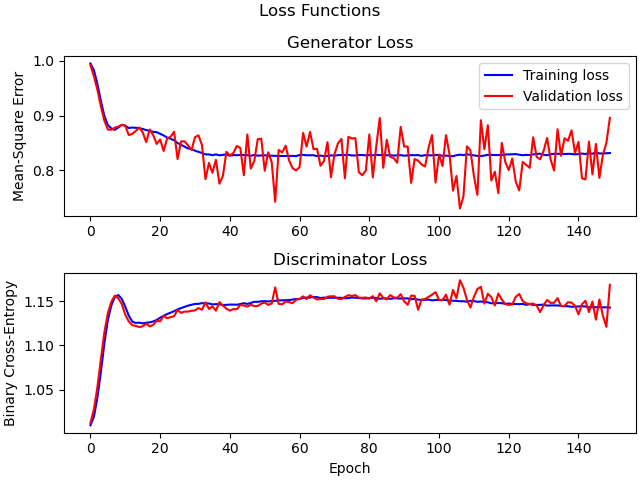 Loss Functions
Generator Loss
Mean-Square Error
1.0
0.9
0.8
Training loss
Validation loss
0 20 40 60 80 100 120 140
Discriminator Loss
Binary Cross-Entropy
1.15
1.10
1.05
0 20 40 60 80 100 120 140
Epoch